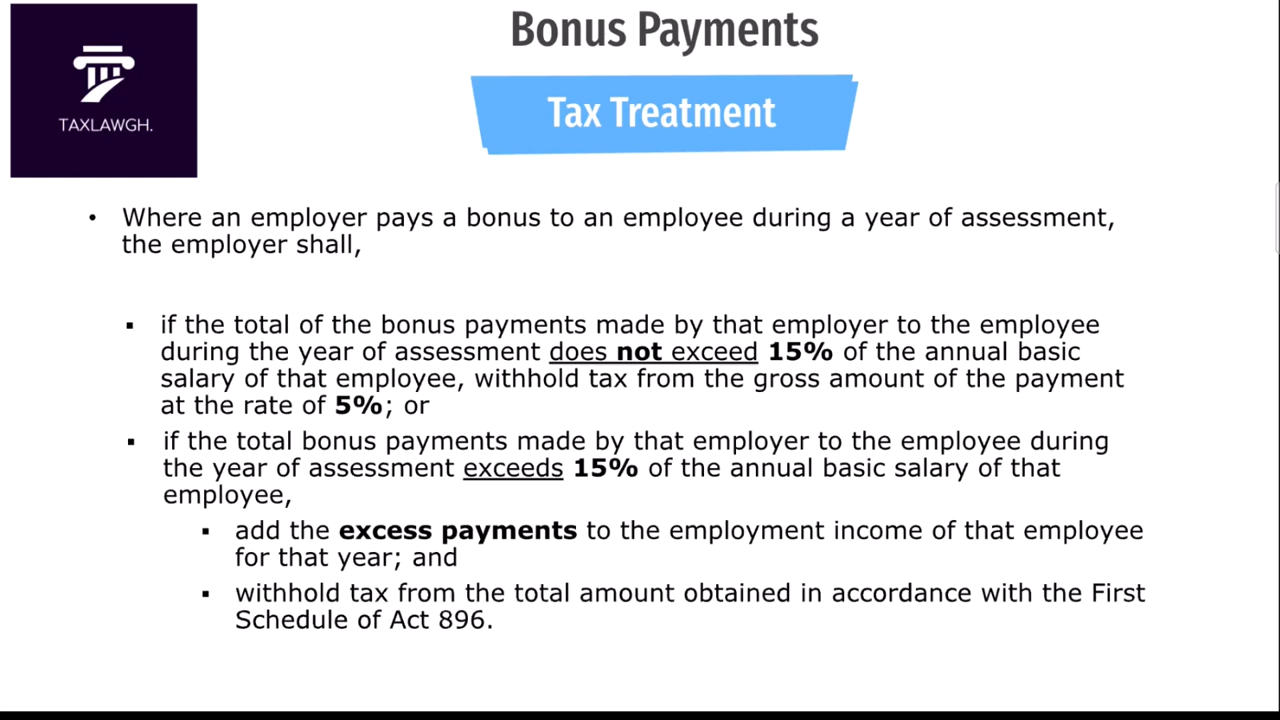 TAXLAWGH.
Bonus Payments
Tax Treatment
• Where an employer pays a bonus to an employee during a year of assessment,
the employer shall,
▪ if the total of the bonus payments made by that employer to the employee
during the year of assessment does not exceed 15% of the annual basic
salary of that employee, withhold tax from the gross amount of the payment
at the rate of 5%; or
▪ if the total bonus payments made by that employer to the employee during
the year of assessment exceeds 15% of the annual basic salary of that
employee,
▪ add the excess payments to the employment income of that employee
for that year; and
▪ withhold tax from the total amount obtained in accordance with the First
Schedule of Act 896.